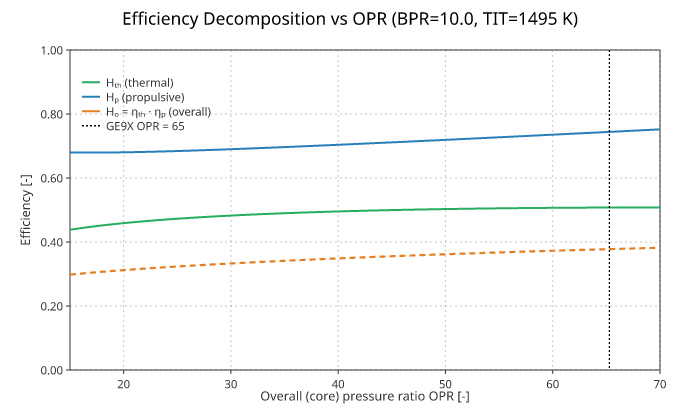 Efficiency Decomposition vs OPR (BPR=10.0, TIT=1495 K)
1.00
0.80
0.60
0.40
0.20
0.00
Efficiency [-]
Hₜₕ (thermal)
Hₚ (propulsive)
Hₒ = ηₜₕ · ηₚ (overall)
GE9X OPR = 65
20
30
40
50
60
70
Overall (core) pressure ratio OPR [-]